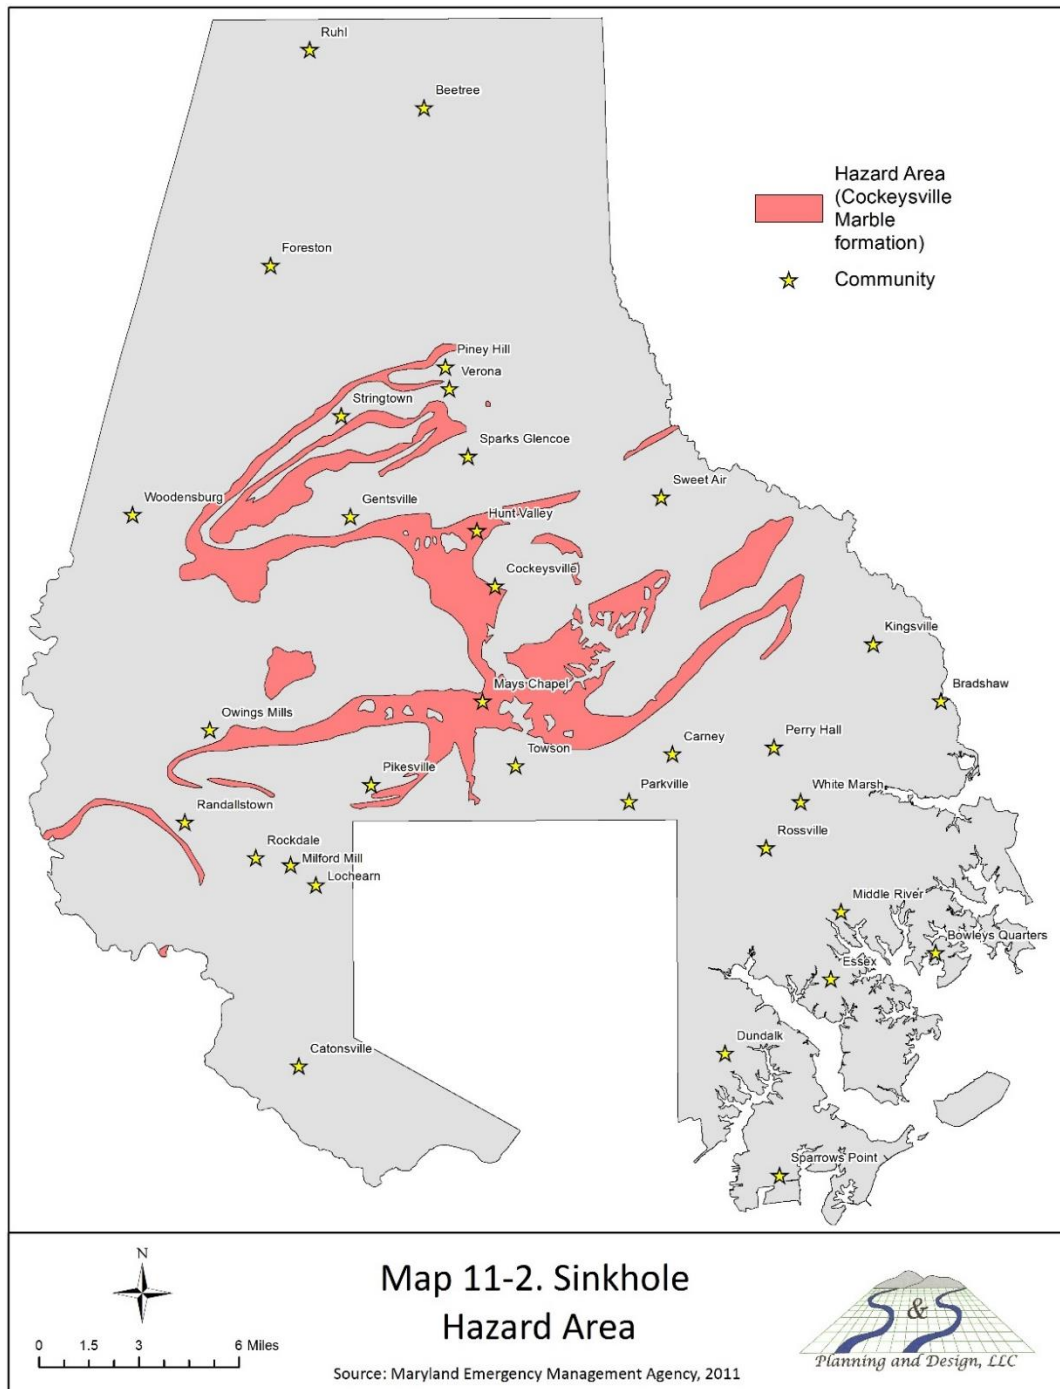 Ruhl
Beetree
Hazard Area
(Cockeysville
Marble
formation)
Community
Foreston
Piney Hill
Verona
Stringtown
Sparks Glencoe
Sweet Air
Woodensburg
Gentsville
Hunt Valley
Cockeysville
Kingsville
Mays Chapel
Bradshaw
Owings Mills
Towson
Carney
Perry Hall
Pikesville
Parkville
White Marsh
Randallstown
Rockdale
Milford Mill
Lochearn
Rossville
Middle River
Bowleys Quarters
Essex
Dundalk
Catonsville
Sparrows Point
N
0 1.5 3 6 Miles
Map 11-2. Sinkhole
Hazard Area
Source: Maryland Emergency Management Agency, 2011
S & S
Planning and Design, LLC